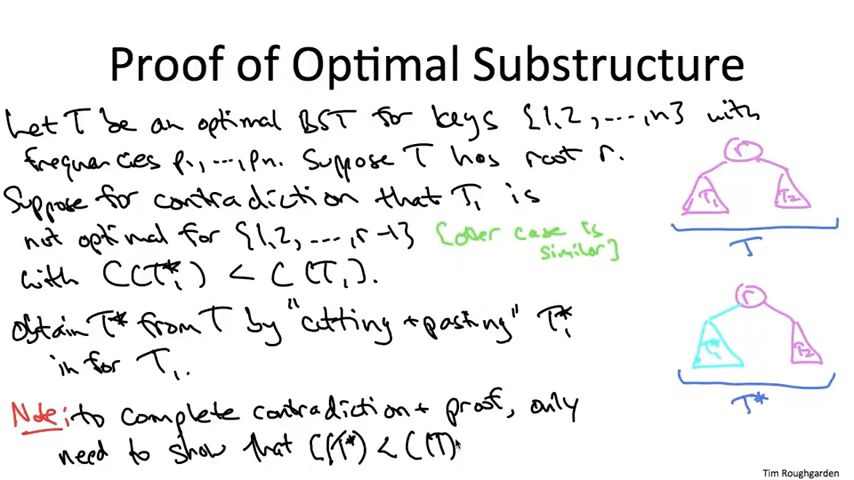 Proof of Optimal Substructure
Let T be an optimal BST for keys {1,2,...,n} with
frequencies p1,...,pn. Suppose T has root r.
Suppose for contradiction that T1 is
not optimal for {1,2,...,r-1} [other case is
similar]
with C(T1*) < C(T1).
obtain T* from T by "cutting + pasting" T1*
in for T1.
Note: to complete contradiction + proof, only
need to show that C(T*) < C(T)
r
T1
T2
T
r
T1*
T2
T*
Tim Roughgarden